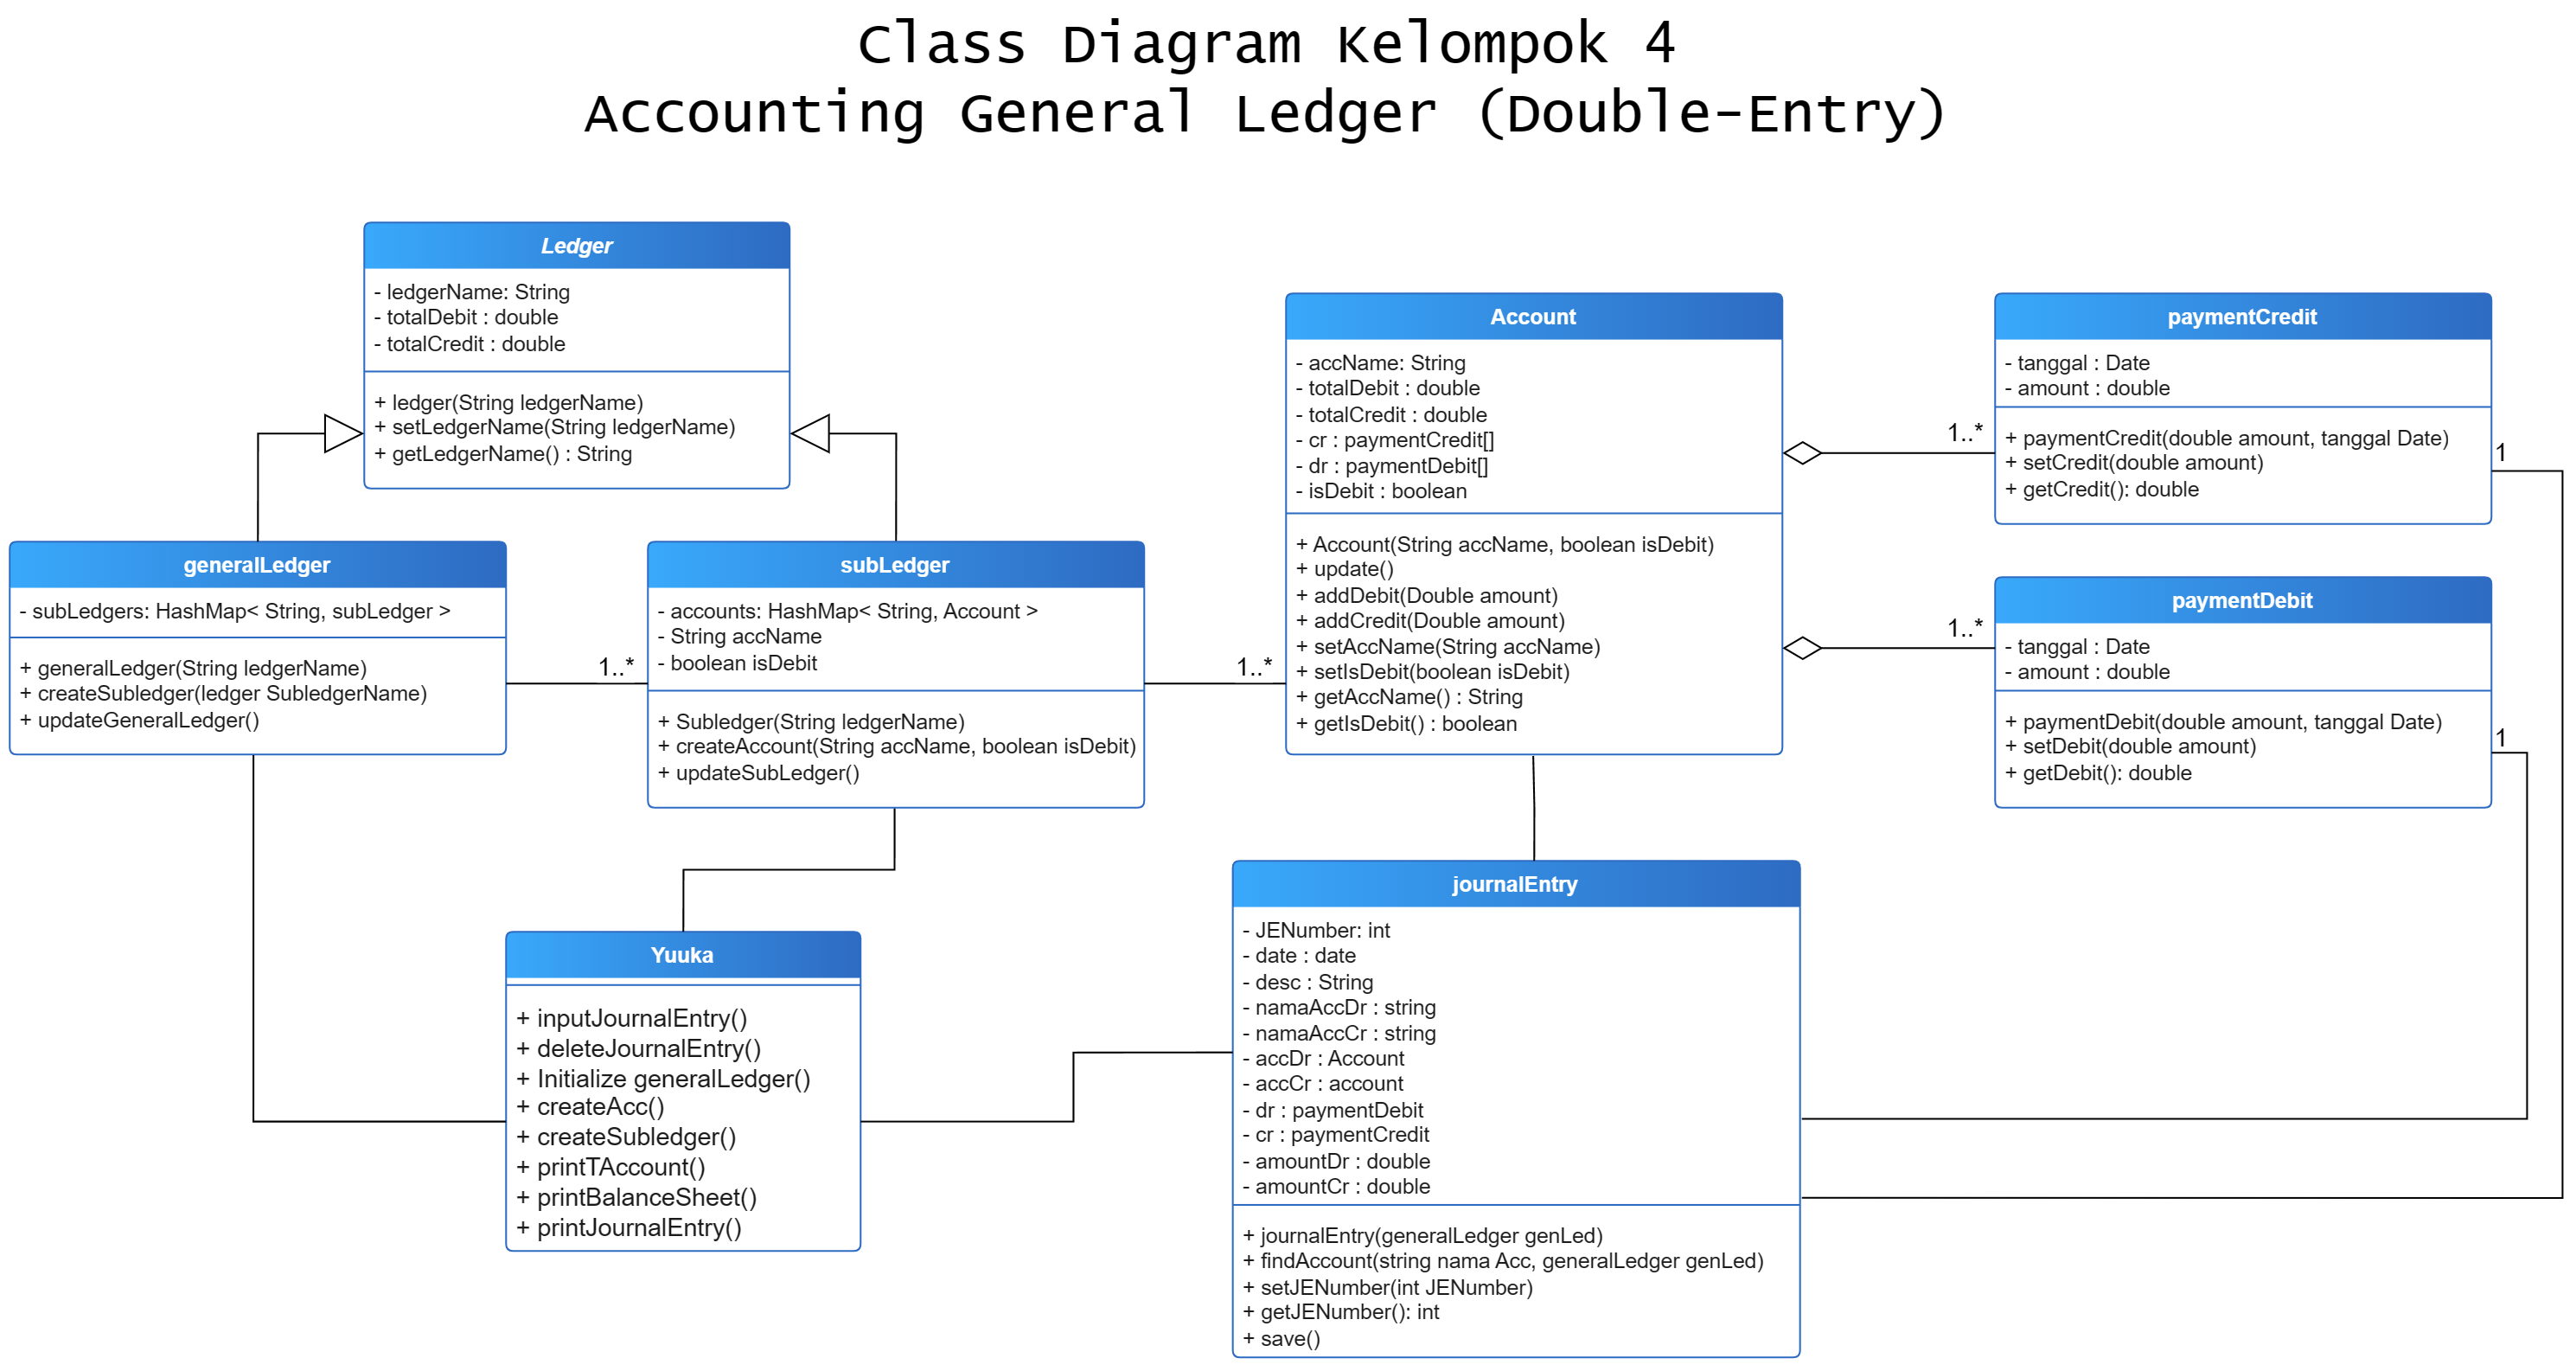 Class Diagram Kelompok 4
Accounting General Ledger (Double-Entry)
Ledger
- ledgerName: String
- totalDebit : double
- totalCredit : double
+ ledger(String ledgerName)
+ setLedgerName(String ledgerName)
+ getLedgerName() : String
generalLedger
- subLedgers: HashMap< String, subLedger >
+ generalLedger(String ledgerName)
+ createSubledger(ledger SubledgerName)
+ updateGeneralLedger()
1..*
subLedger
- accounts: HashMap< String, Account >
- String accName
- boolean isDebit
+ Subledger(String ledgerName)
+ createAccount(String accName, boolean isDebit)
+ updateSubLedger()
1..*
Account
- accName: String
- totalDebit : double
- totalCredit : double
- cr : paymentCredit[]
- dr : paymentDebit[]
- isDebit : boolean
+ Account(String accName, boolean isDebit)
+ update()
+ addDebit(Double amount)
+ addCredit(Double amount)
+ setAccName(String accName)
+ setIsDebit(boolean isDebit)
+ getAccName() : String
+ getIsDebit() : boolean
1..*
paymentCredit
- tanggal : Date
- amount : double
+ paymentCredit(double amount, tanggal Date)
+ setCredit(double amount)
+ getCredit(): double
1
1..*
paymentDebit
- tanggal : Date
- amount : double
+ paymentDebit(double amount, tanggal Date)
+ setDebit(double amount)
+ getDebit(): double
1
Yuuka
+ inputJournalEntry()
+ deleteJournalEntry()
+ Initialize generalLedger()
+ createAcc()
+ createSubledger()
+ printTAccount()
+ printBalanceSheet()
+ printJournalEntry()
journalEntry
- JENumber: int
- date : date
- desc : String
- namaAccDr : string
- namaAccCr : string
- accDr : Account
- accCr : account
- dr : paymentDebit
- cr : paymentCredit
- amountDr : double
- amountCr : double
+ journalEntry(generalLedger genLed)
+ findAccount(string nama Acc, generalLedger genLed)
+ setJENumber(int JENumber)
+ getJENumber(): int
+ save()